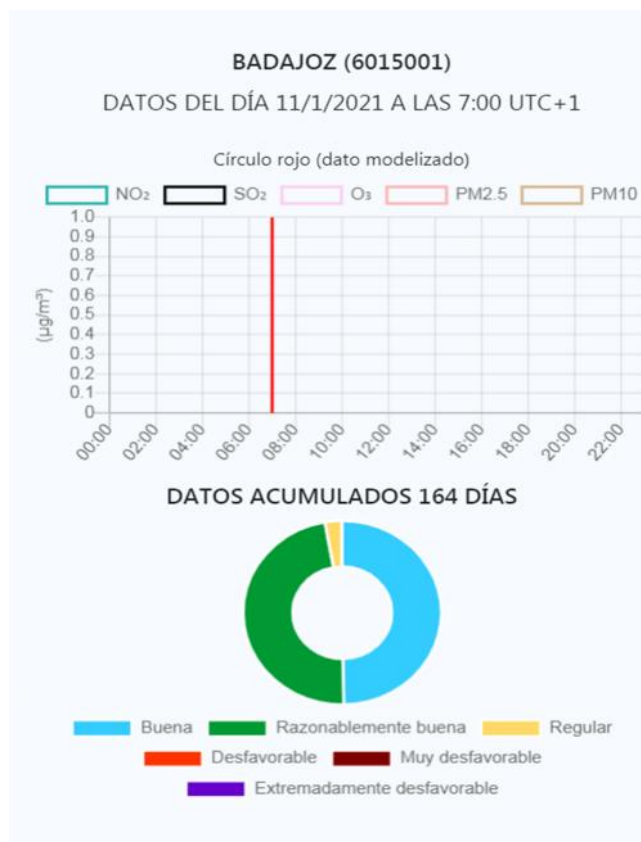 BADAJOZ (6015001)
DATOS DEL DÍA 11/1/2021 A LAS 7:00 UTC+1
Círculo rojo (dato modelizado)
NO₂ SO₂ O₃ PM2.5 PM10
1.0
0.9
0.8
0.7
0.6
0.5
0.4
0.3
0.2
0.1
0
(µg/m³)
00:00 02:00 04:00 06:00 08:00 10:00 12:00 14:00 16:00 18:00 20:00 22:00
DATOS ACUMULADOS 164 DÍAS
Buena Razonablemente buena Regular
Desfavorable Muy desfavorable
Extremadamente desfavorable